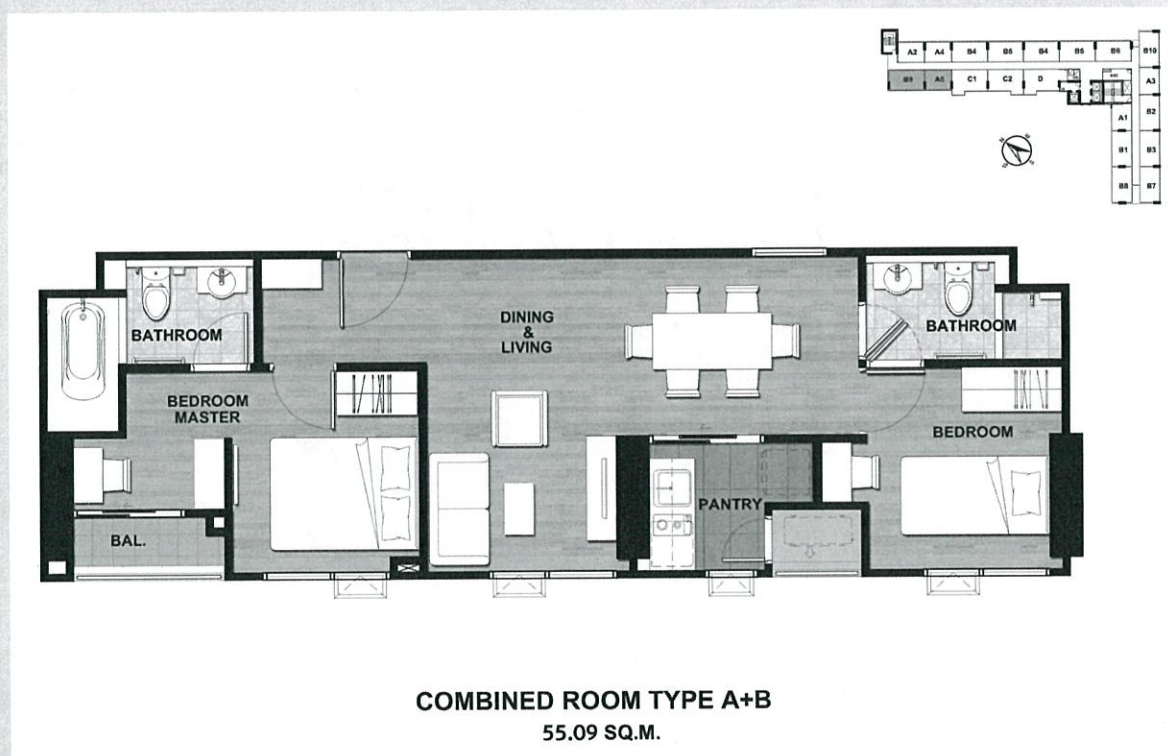 A2 A4 B4 B5 B4 B5 B6 B10
B9 A5 C1 C2 D A3
A1 B2
B1 B3
B8 B7
N E
W S
BATHROOM
BEDROOM
MASTER
BAL.
DINING
&
LIVING
PANTRY
BATHROOM
BEDROOM
COMBINED ROOM TYPE A+B
55.09 SQ.M.